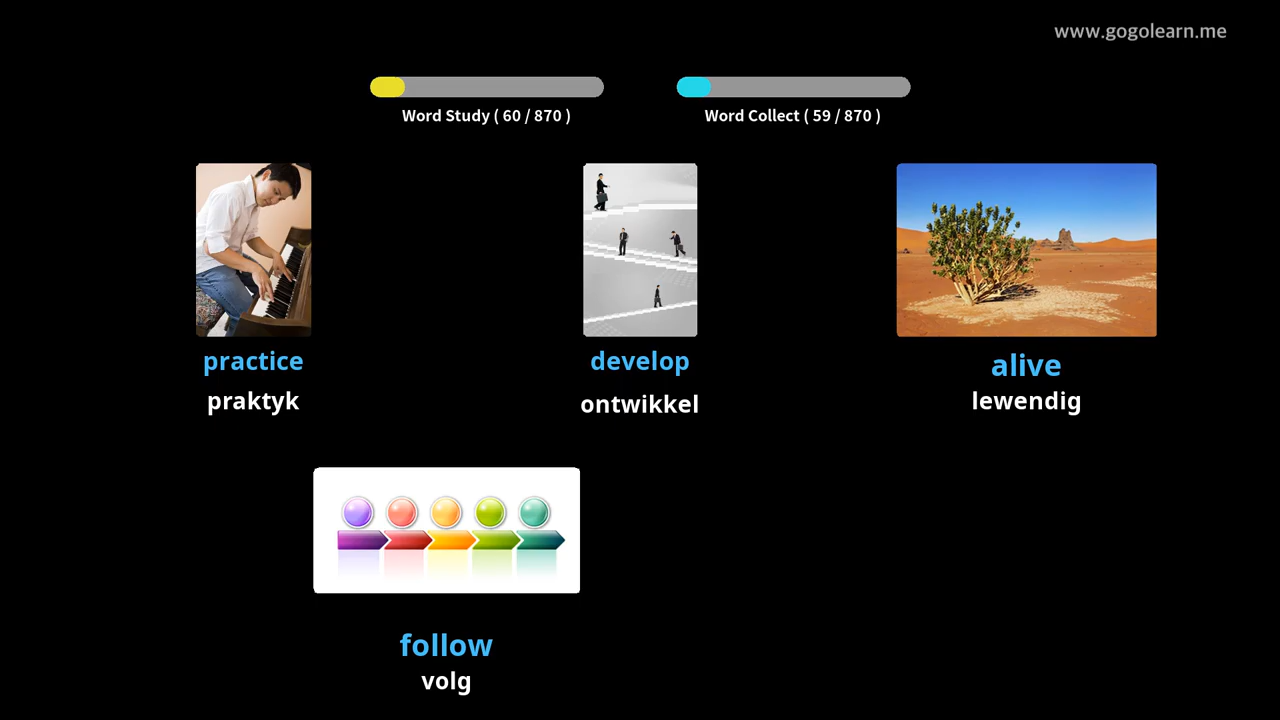 www.gogolearn.me
Word Study ( 60 / 870 )
Word Collect ( 59 / 870 )
practice
praktyk
develop
ontwikkel
alive
lewendig
follow
volg